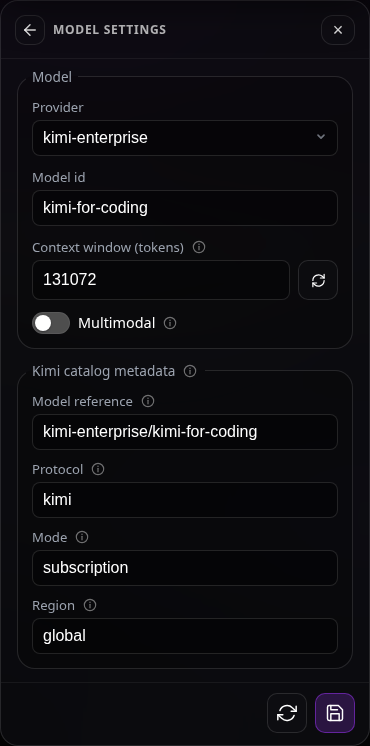 MODEL SETTINGS
Model
Provider
kimi-enterprise
Model id
kimi-for-coding
Context window (tokens)
131072
Multimodal
Kimi catalog metadata
Model reference
kimi-enterprise/kimi-for-coding
Protocol
kimi
Mode
subscription
Region
global